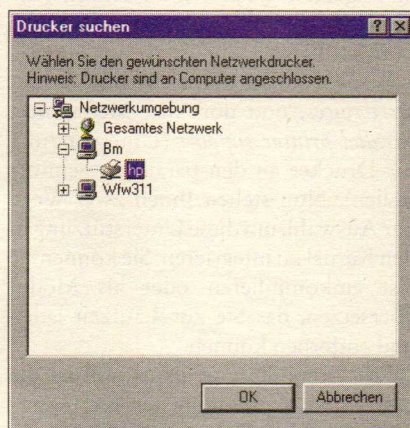 Drucker suchen
Wählen Sie den gewünschten Netzwerkdrucker.
Hinweis: Drucker sind an Computer angeschlossen.
Netzwerkumgebung
Gesamtes Netzwerk
Bm
hp
Wfw311
OK
Abbrechen